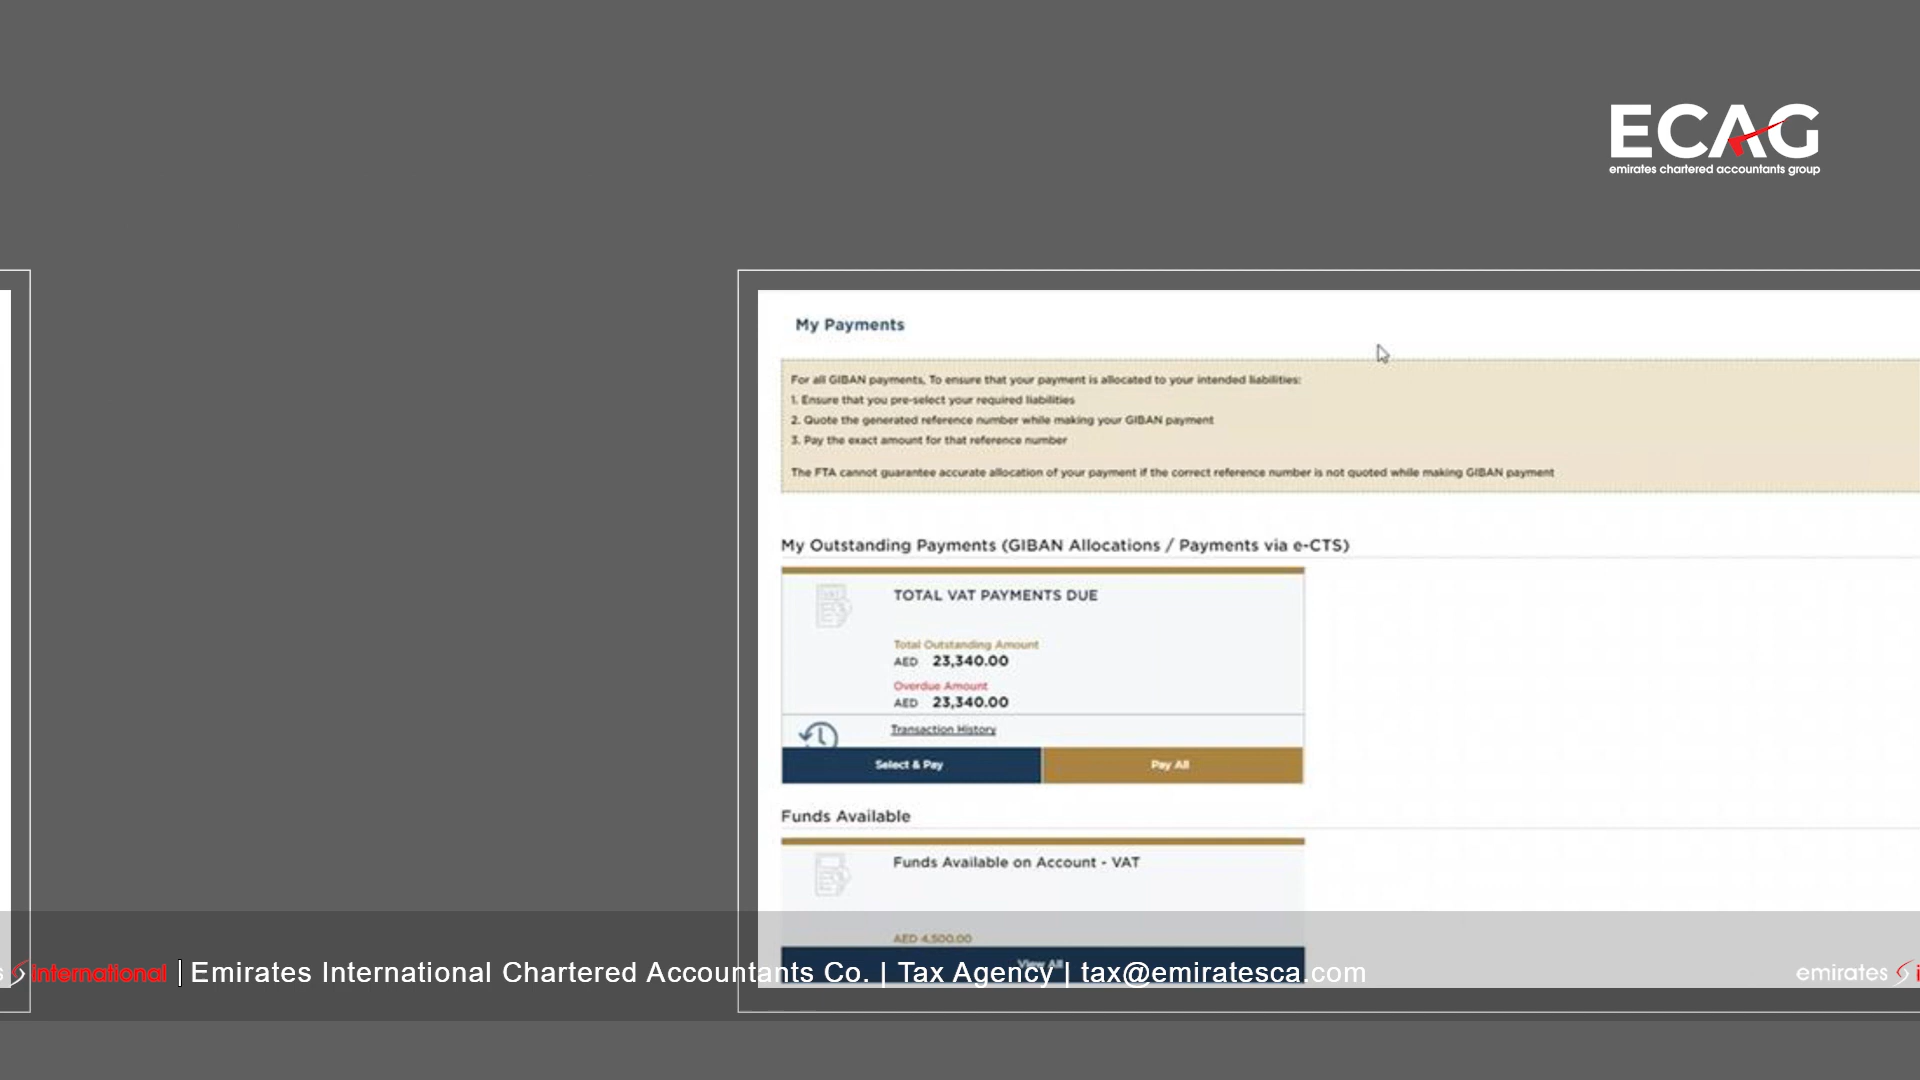 ECAG
emirates chartered accountants group
My Payments
For all GIBAN payments, To ensure that your payment is allocated to your intended liabilities:
1. Ensure that you pre-select your required liabilities
2. Quote the generated reference number while making your GIBAN payment
3. Pay the exact amount for that reference number
The FTA cannot guarantee accurate allocation of your payment if the correct reference number is not quoted while making GIBAN payment
My Outstanding Payments (GIBAN Allocations / Payments via e-CTS)
TOTAL VAT PAYMENTS DUE
Total Outstanding Amount
AED 23,340.00
Overdue Amount
AED 23,340.00
Transaction History
Select & Pay
Pay All
Funds Available
Funds Available on Account - VAT
AED 4,500.00
View All
international | Emirates International Chartered Accountants Co. | Tax Agency | tax@emiratesca.com
emirates